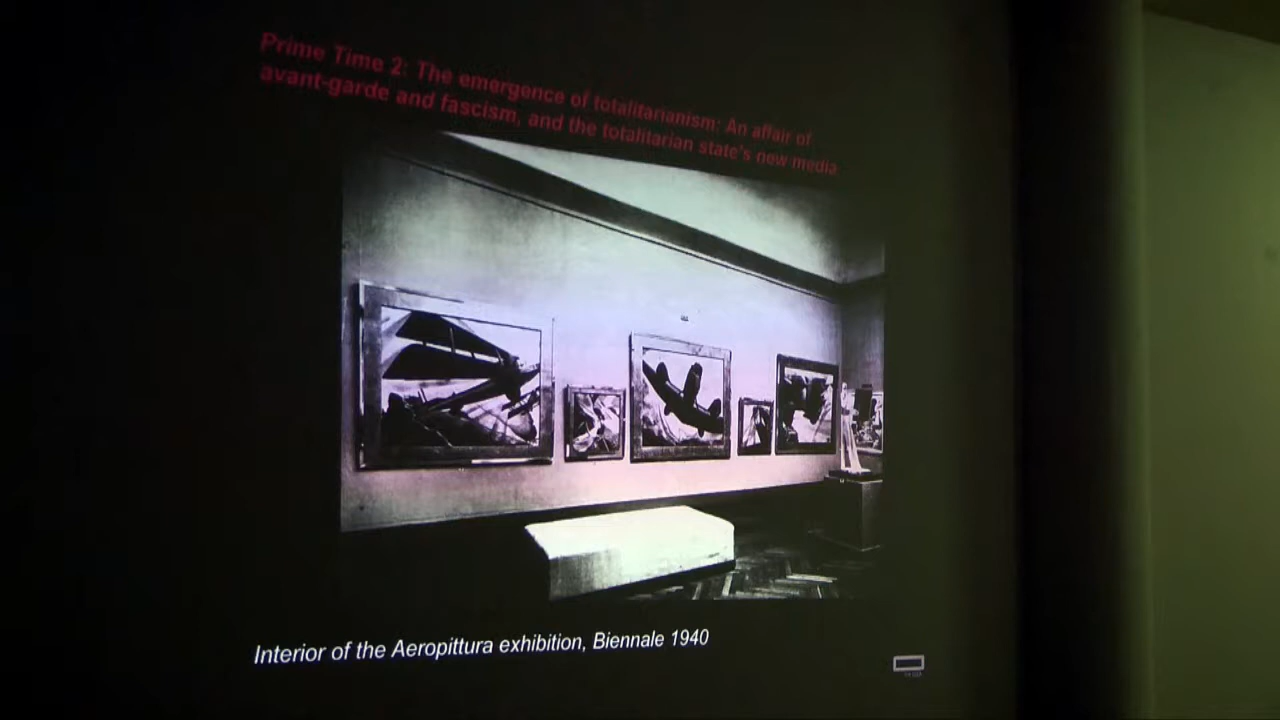 Prime Time 2: The emergence of totalitarianism: An affair of
avant-garde and fascism, and the totalitarian state's new media
Interior of the Aeropittura exhibition, Biennale 1940